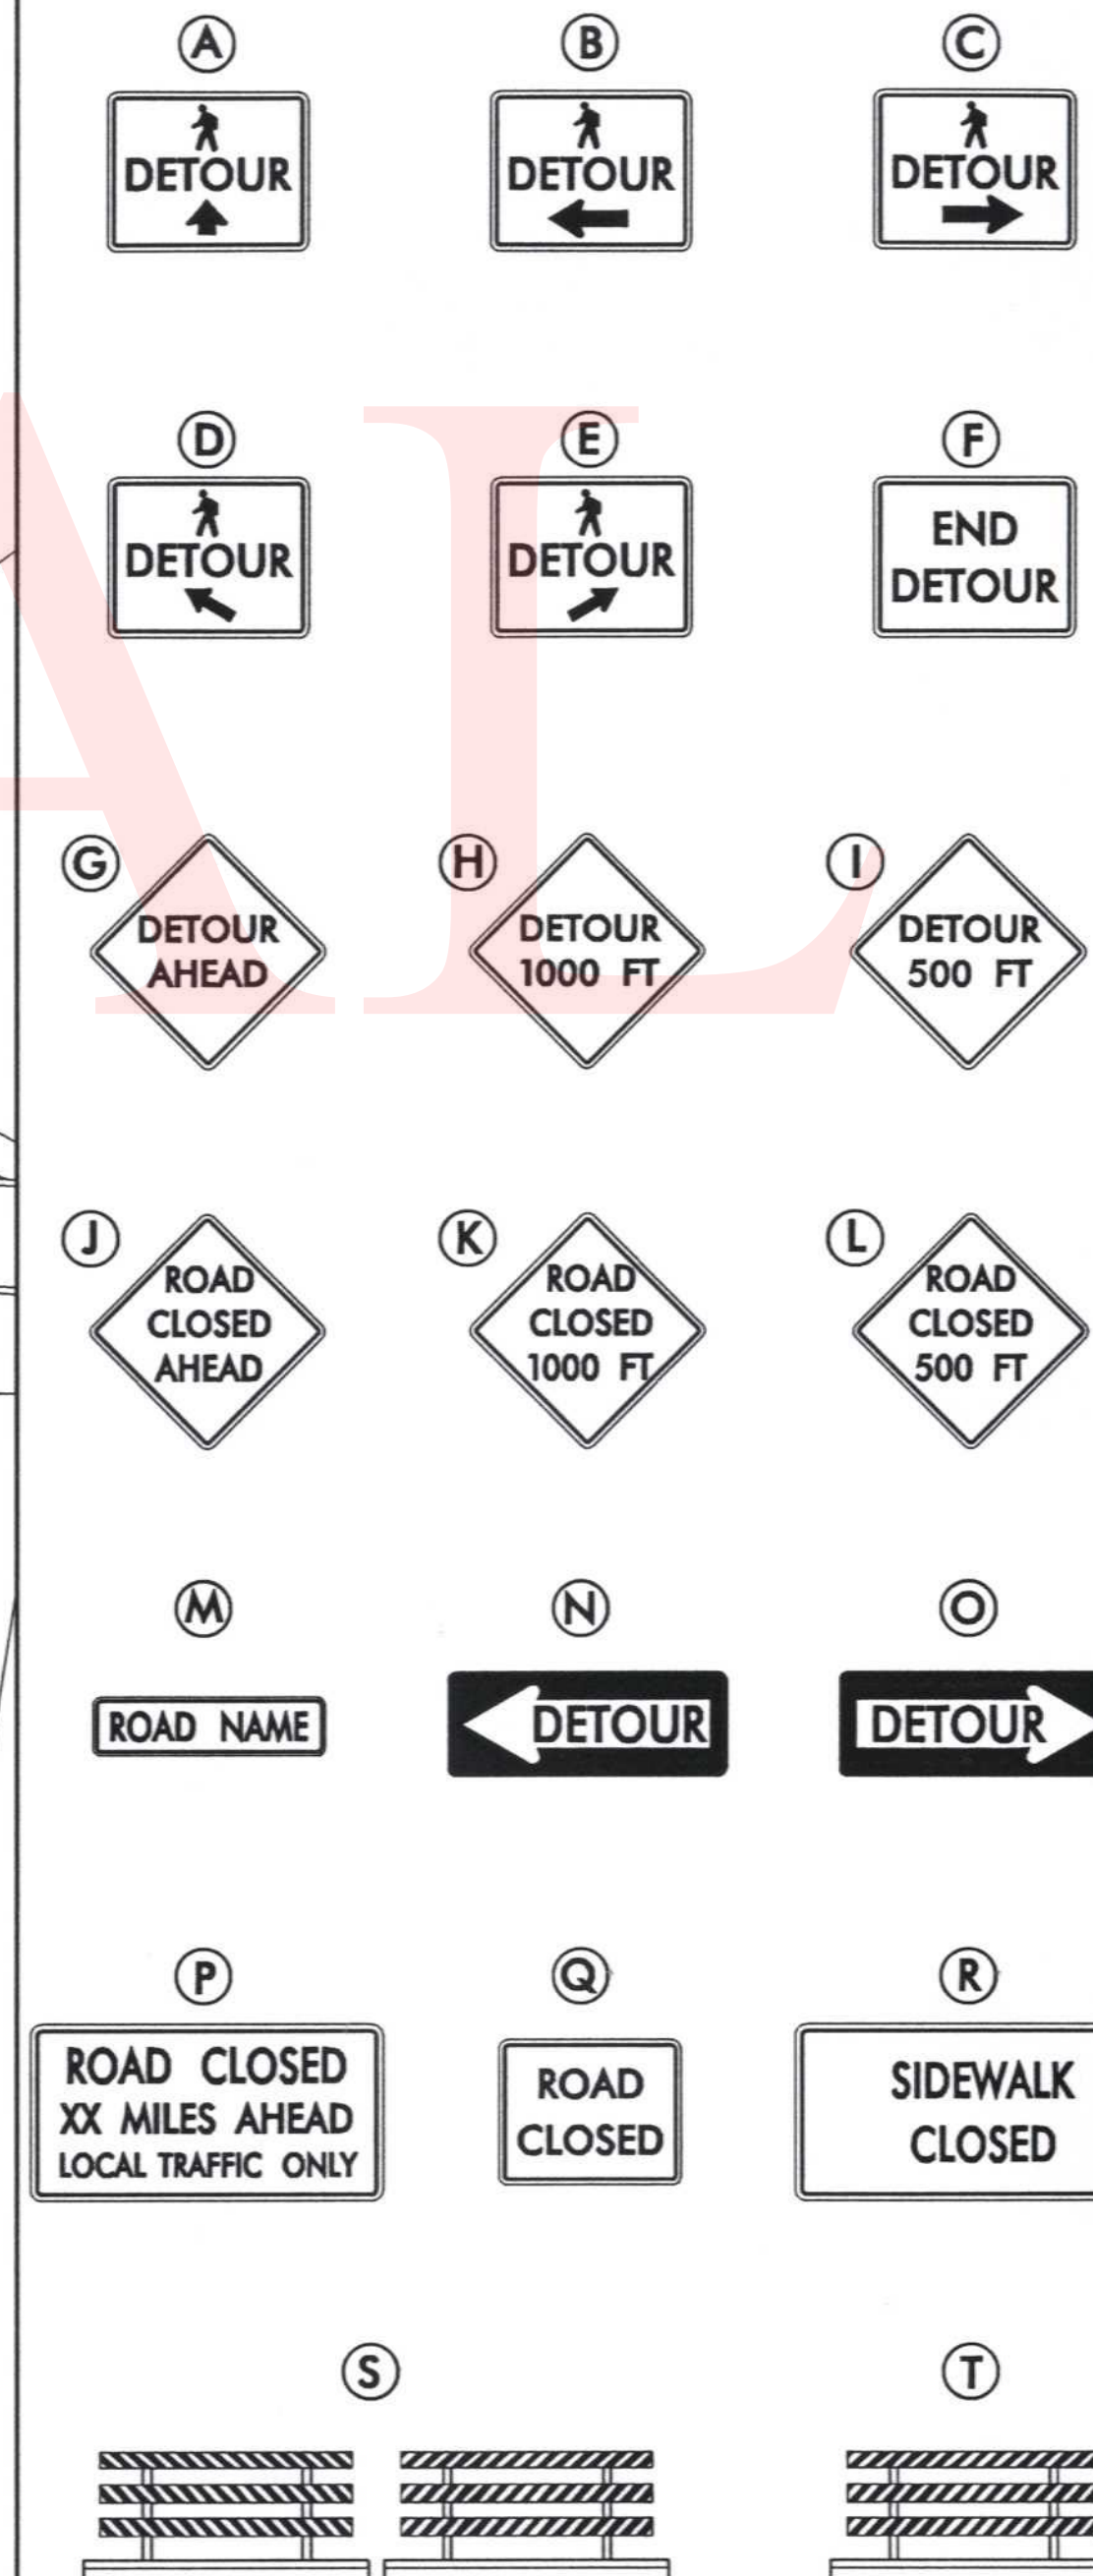 A
DETOUR
B
DETOUR
C
DETOUR
D
DETOUR
E
DETOUR
F
END
DETOUR
G
DETOUR
AHEAD
H
DETOUR
1000 FT
I
DETOUR
500 FT
J
ROAD
CLOSED
AHEAD
K
ROAD
CLOSED
1000 FT
L
ROAD
CLOSED
500 FT
M
ROAD NAME
N
DETOUR
O
DETOUR
P
ROAD CLOSED
XX MILES AHEAD
LOCAL TRAFFIC ONLY
Q
ROAD
CLOSED
R
SIDEWALK
CLOSED
S
T
AL